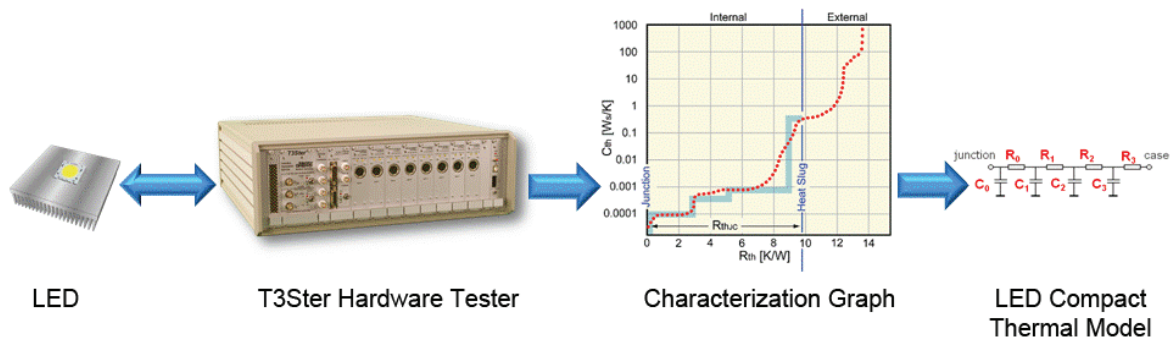 Internal
External
1000
100
10
1
0.1
0.01
0.001
0.0001
Cth [Ws/K]
Junction
Heat Slug
RthJC
0 2 4 6 8 10 12 14
Rth [K/W]
T3Ster
junction R0 R1 R2 R3 case
C0 C1 C2 C3
LED
T3Ster Hardware Tester
Characterization Graph
LED Compact
Thermal Model